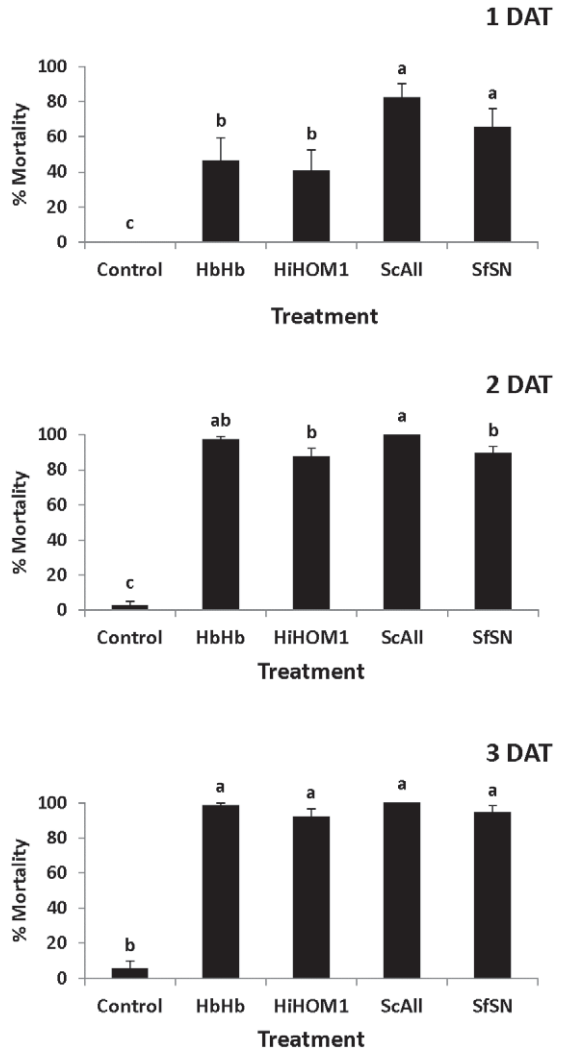 1 DAT
% Mortality
100
80
60
40
20
0
c
b
b
a
a
Control HbHb HiHOM1 ScAll SfSN
Treatment
2 DAT
% Mortality
100
80
60
40
20
0
c
ab
b
a
b
Control HbHb HiHOM1 ScAll SfSN
Treatment
3 DAT
% Mortality
100
80
60
40
20
0
b
a
a
a
a
Control HbHb HiHOM1 ScAll SfSN
Treatment